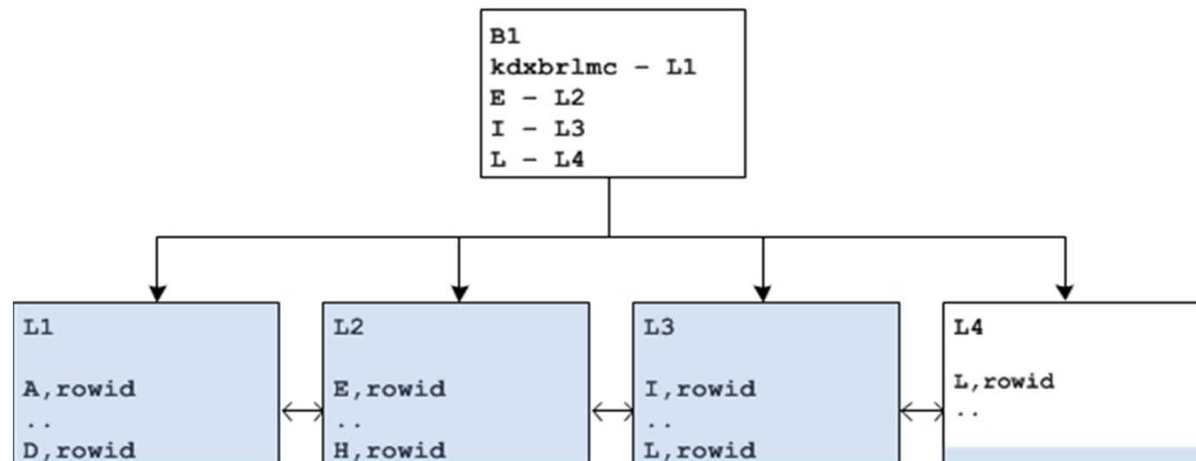 B1
kdxbrlmc - L1
E - L2
I - L3
L - L4
L1
A,rowid
..
D,rowid
L2
E,rowid
..
H,rowid
L3
I,rowid
..
L,rowid
L4
L,rowid
..